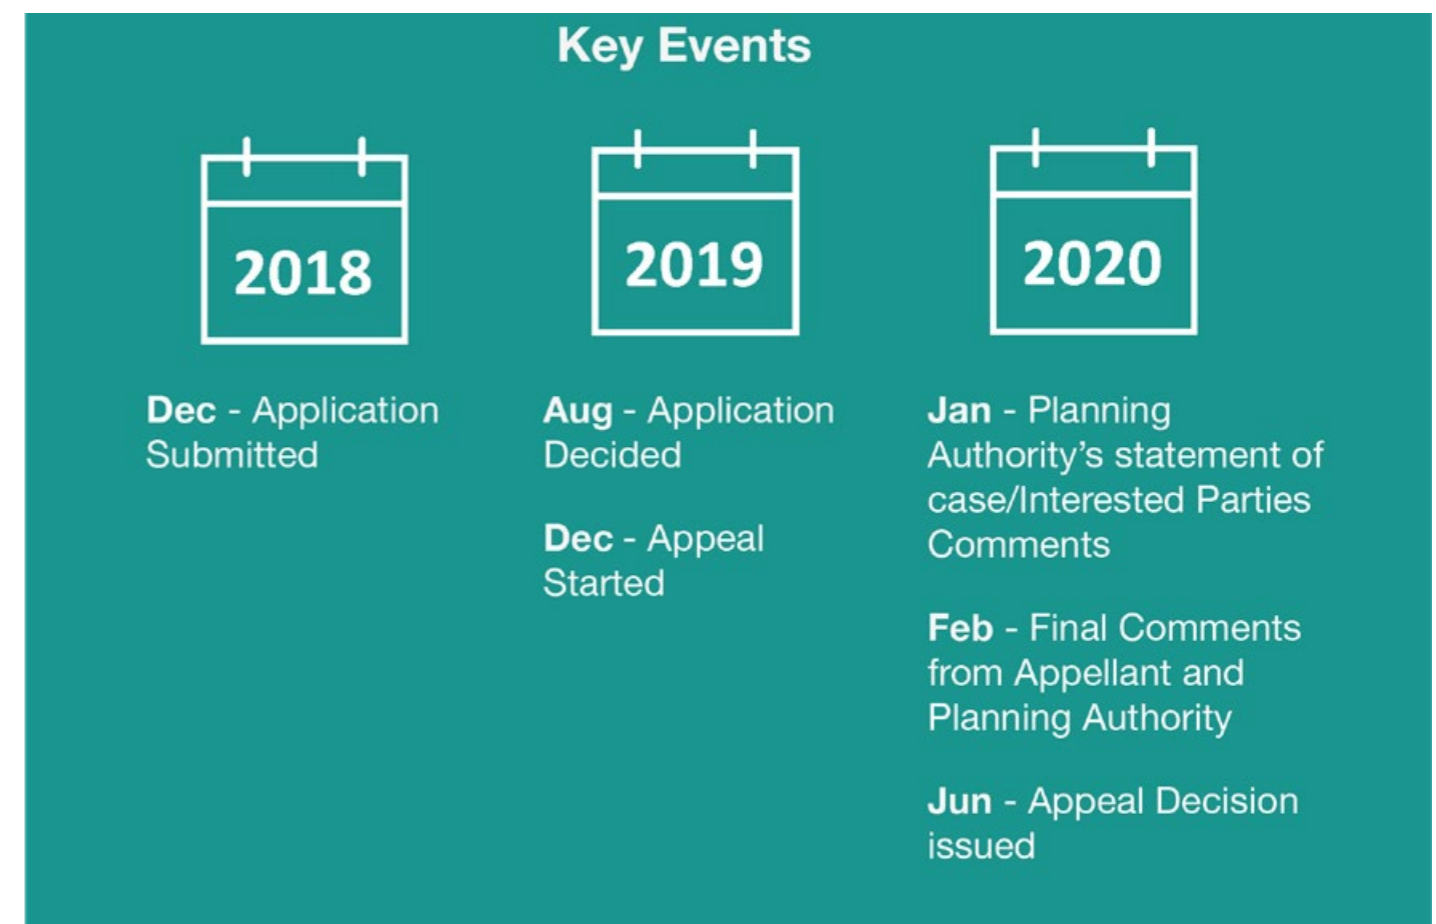 Key Events
2018
Dec - Application
Submitted
2019
Aug - Application
Decided
Dec - Appeal
Started
2020
Jan - Planning
Authority’s statement of
case/Interested Parties
Comments
Feb - Final Comments
from Appellant and
Planning Authority
Jun - Appeal Decision
issued